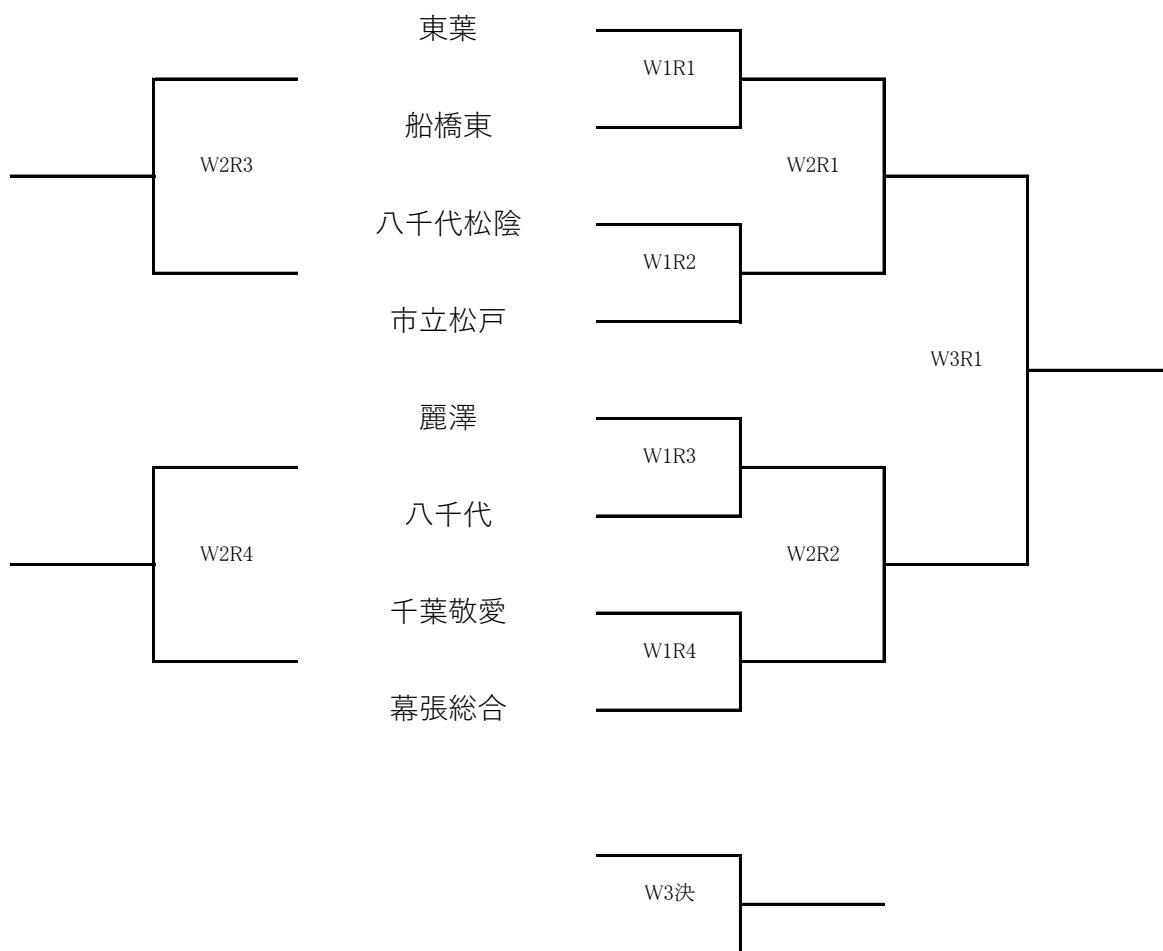 東葉
W1R1
船橋東
W2R3
W2R1
八千代松陰
W1R2
市立松戸
W3R1
麗澤
W1R3
八千代
W2R4
W2R2
千葉敬愛
W1R4
幕張総合
W3決